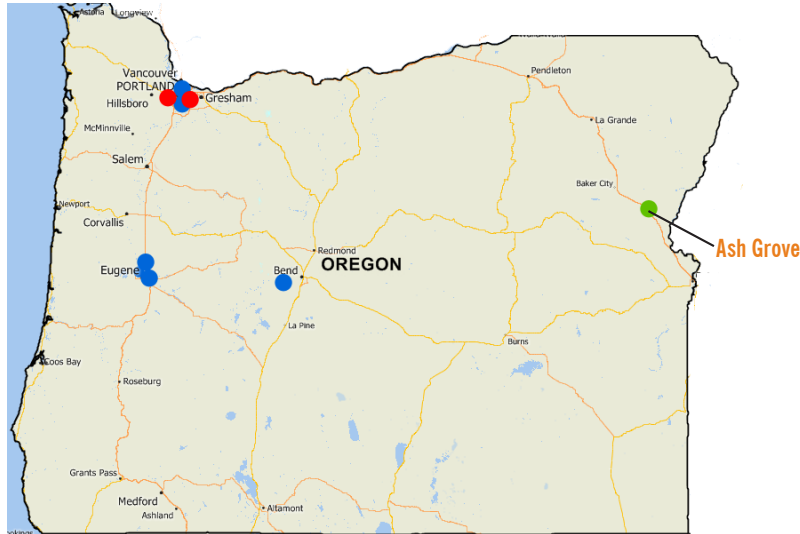 Astoria
Longview
Vancouver
PORTLAND
Hillsboro
Gresham
Pendleton
McMinnville
La Grande
Salem
Baker City
Newport
Corvallis
Ash Grove
Redmond
Eugene
Bend
OREGON
La Pine
Burns
Coos Bay
Roseburg
Grants Pass
Medford
Ashland
Altamont
ookings